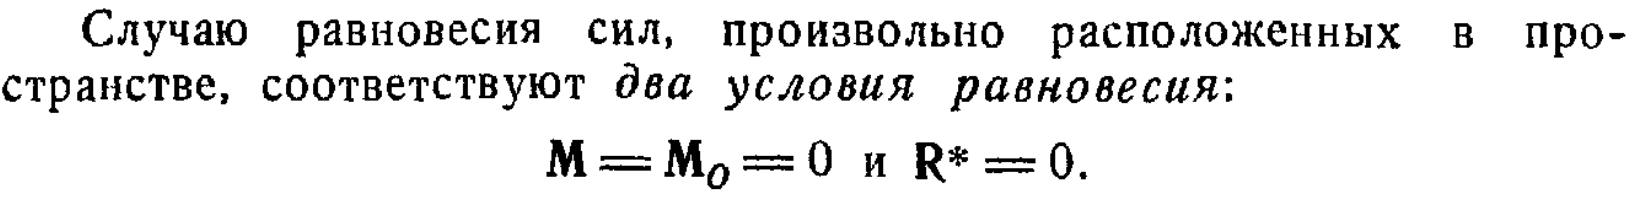 Случаю равновесия сил, произвольно расположенных в про-
странстве, соответствуют два условия равновесия:
M = M_O = 0 и R* = 0.